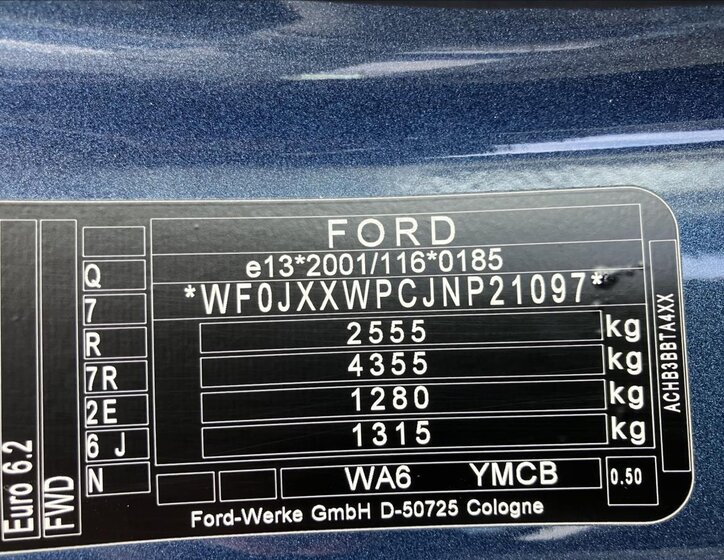 FORD
e13*2001/116*0185
*WF0JXXWPCJNP21097*
2555 kg
4355 kg
1280 kg
1315 kg
WA6 YMCB 0.50
Ford-Werke GmbH D-50725 Cologne
Q
7
R
7R
2E
6 J
N
Euro 6.2
FWD
ACHB3BBTA4XX